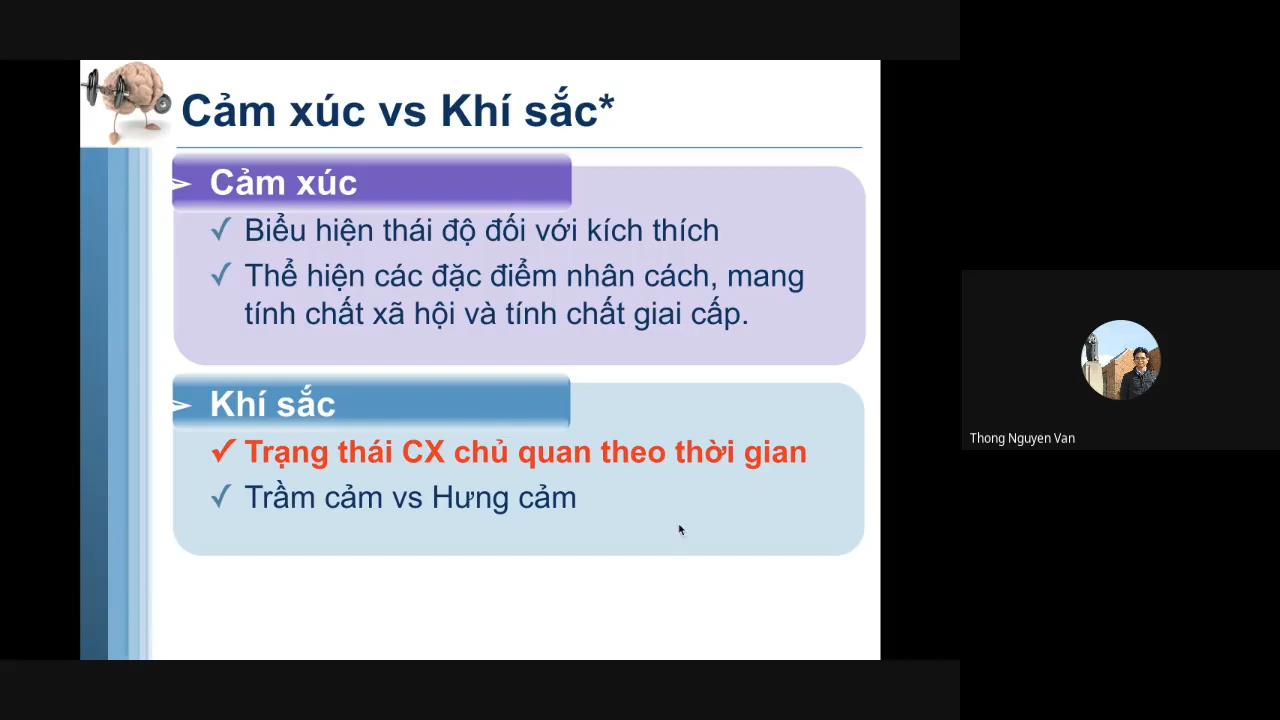 Cảm xúc vs Khí sắc*
Cảm xúc
Biểu hiện thái độ đối với kích thích
Thể hiện các đặc điểm nhân cách, mang
tính chất xã hội và tính chất giai cấp.
Khí sắc
Trạng thái CX chủ quan theo thời gian
Trầm cảm vs Hưng cảm
Thong Nguyen Van